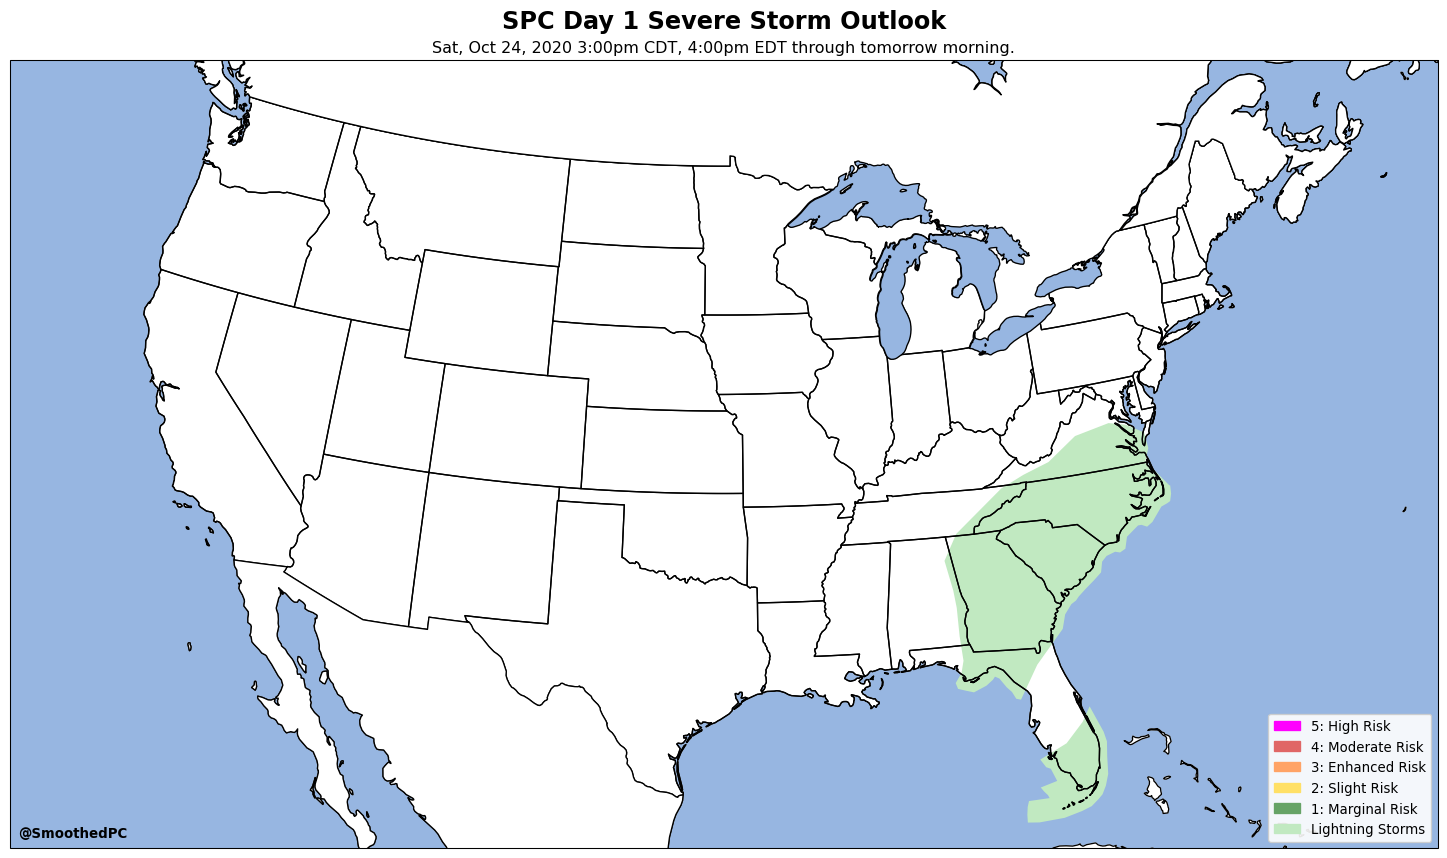 SPC Day 1 Severe Storm Outlook
Sat, Oct 24, 2020 3:00pm CDT, 4:00pm EDT through tomorrow morning.
5: High Risk
4: Moderate Risk
3: Enhanced Risk
2: Slight Risk
1: Marginal Risk
Lightning Storms
@SmoothedPC